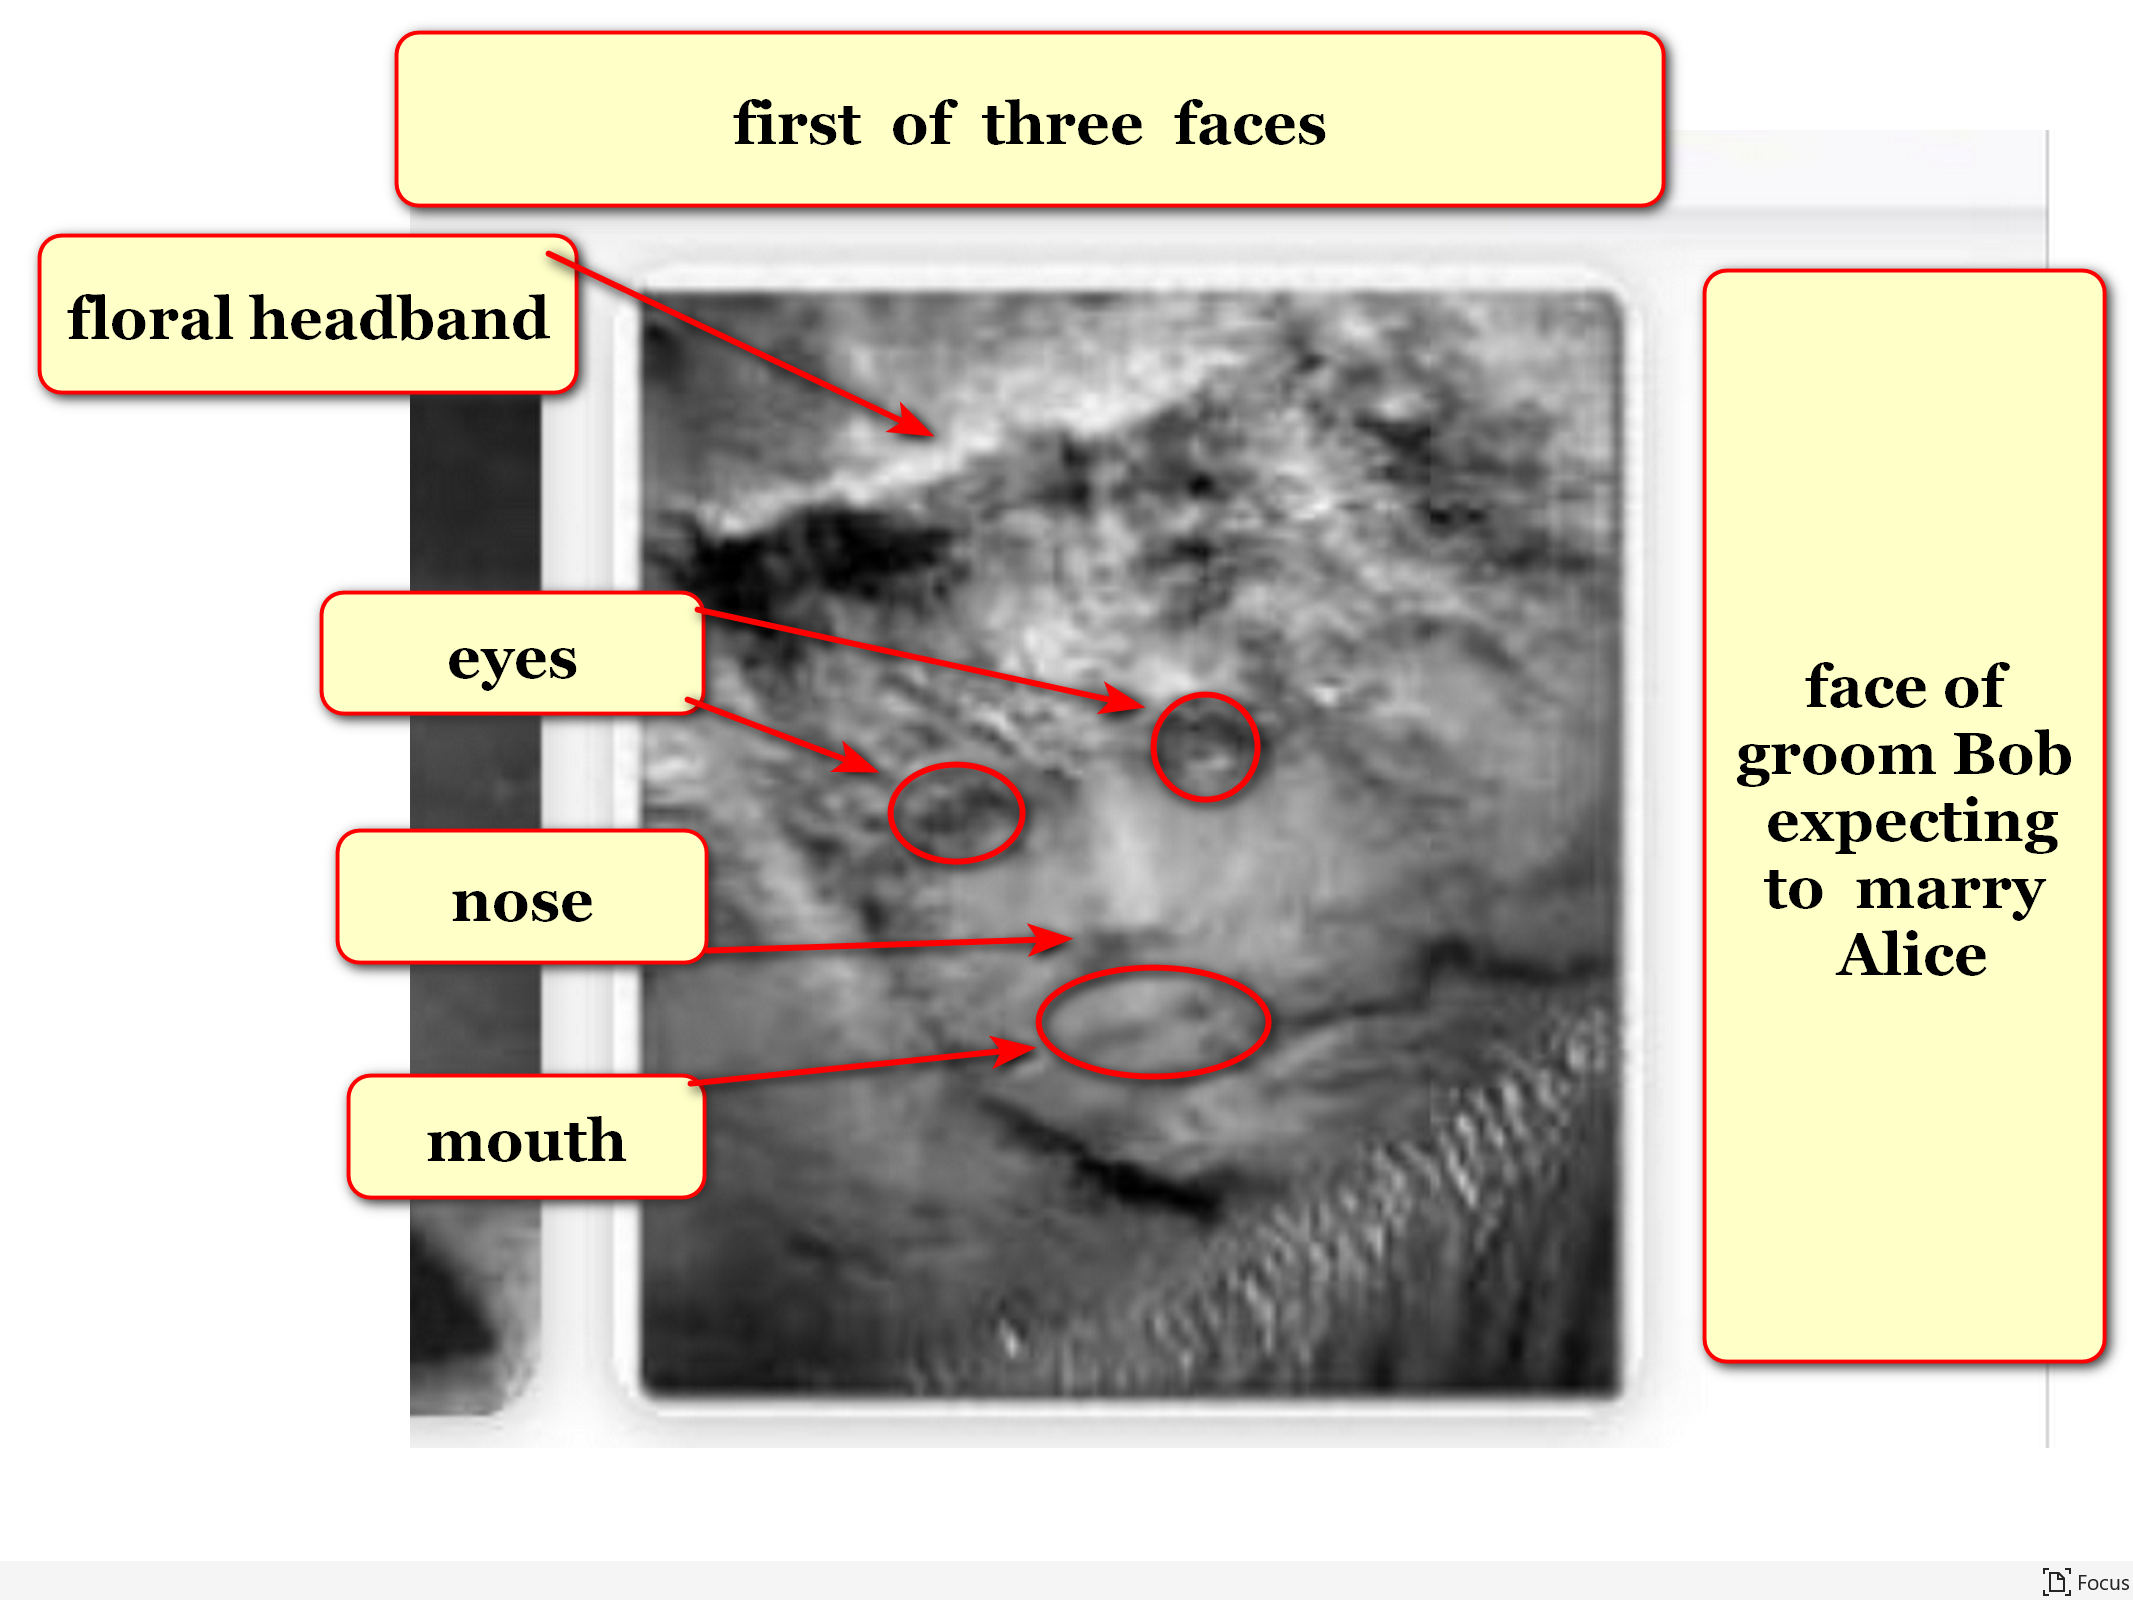 first of three faces
floral headband
eyes
nose
mouth
face of
groom Bob
expecting
to marry
Alice
Focus